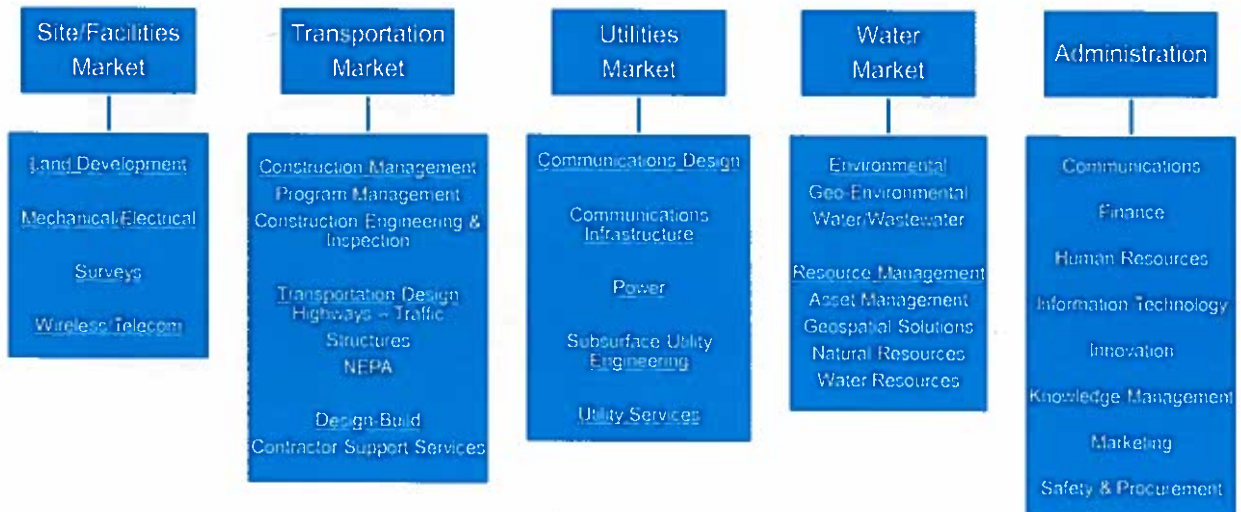 Site/Facilities
Market
Land Development
Mechanical/Electrical
Surveys
Wireless Telecom
Transportation
Market
Construction Management
Program Management
Construction Engineering &
Inspection
Transportation Design
Highways – Traffic
Structures
NEPA
Design-Build
Contractor Support Services
Utilities
Market
Communications Design
Communications
Infrastructure
Power
Subsurface Utility
Engineering
Utility Services
Water
Market
Environmental
Geo-Environmental
Water/Wastewater
Resource Management
Asset Management
Geospatial Solutions
Natural Resources
Water Resources
Administration
Communications
Finance
Human Resources
Information Technology
Innovation
Knowledge Management
Marketing
Safety & Procurement